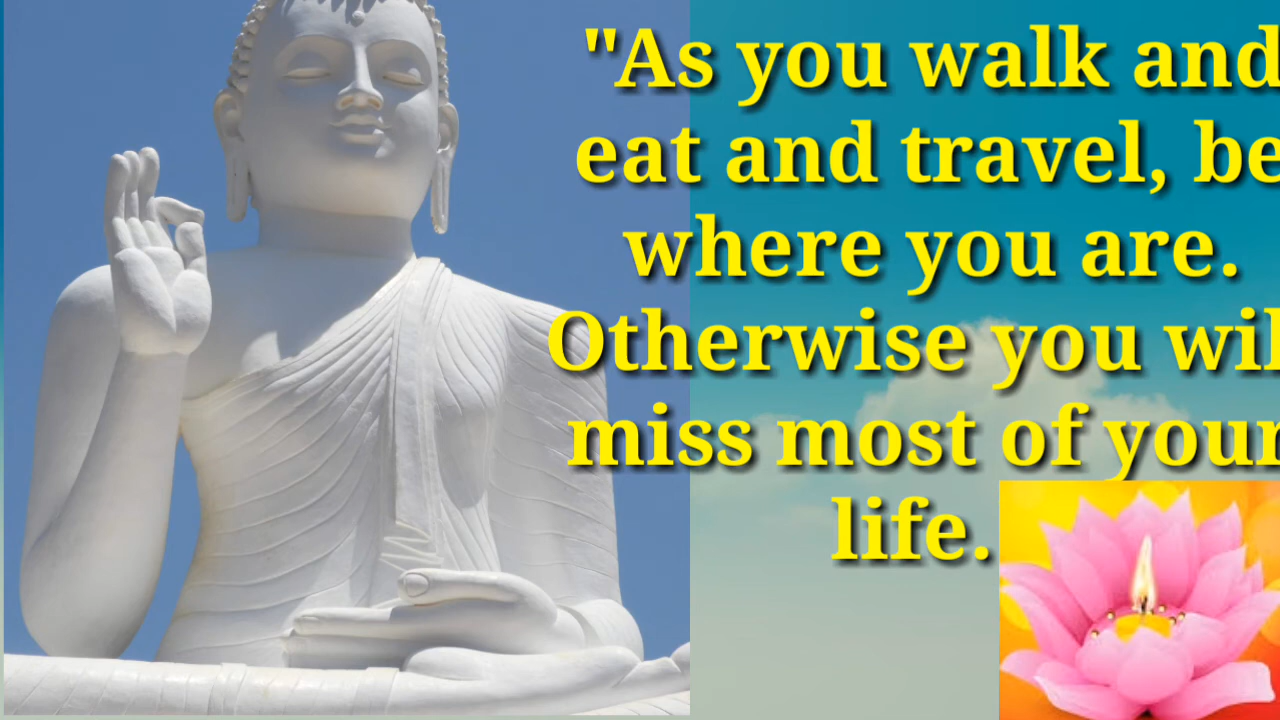 "As you walk and
eat and travel, be
where you are.
Otherwise you wil
miss most of your
life.